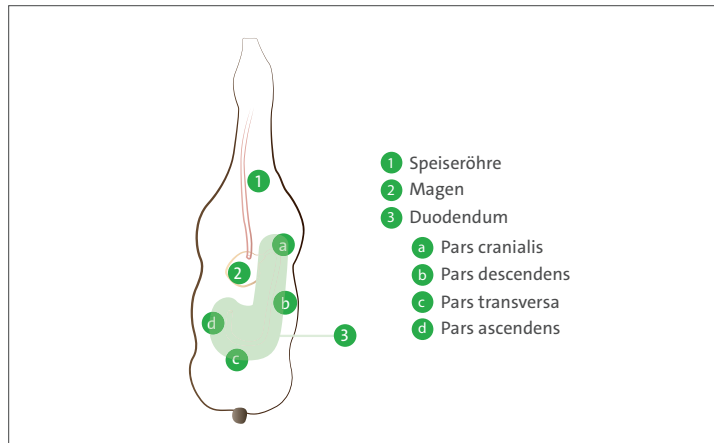 1
a
2
b
d
3
c
1 Speiseröhre
2 Magen
3 Duodendum
a Pars cranialis
b Pars descendens
c Pars transversa
d Pars ascendens